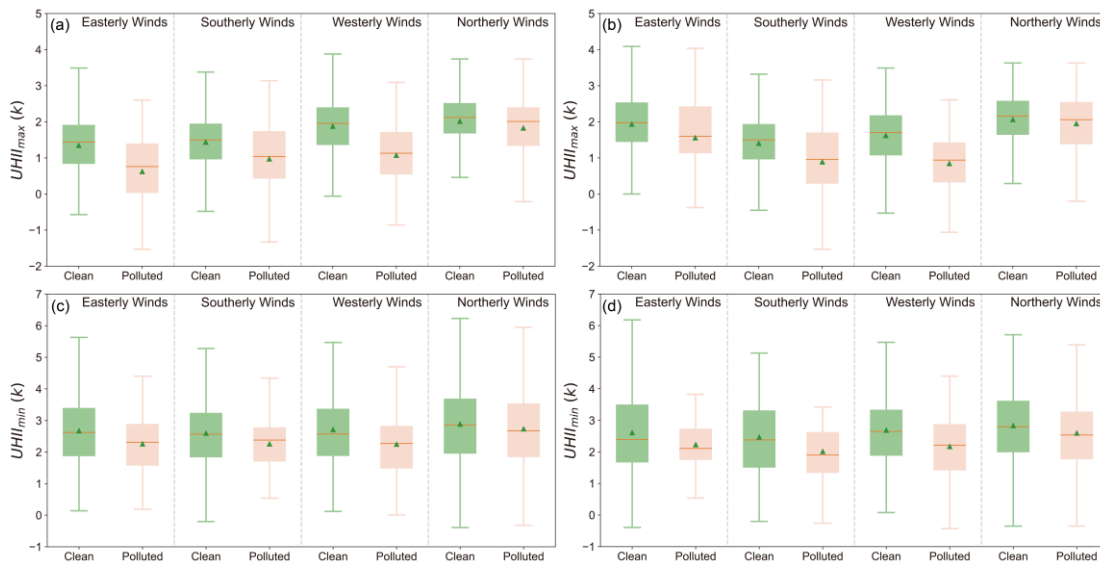 (a) Easterly Winds Southerly Winds Westerly Winds Northerly Winds
UHII_max (k)
5
4
3
2
1
0
−1
−2
Clean Polluted Clean Polluted Clean Polluted Clean Polluted
(b) Easterly Winds Southerly Winds Westerly Winds Northerly Winds
UHII_max (k)
5
4
3
2
1
0
−1
−2
Clean Polluted Clean Polluted Clean Polluted Clean Polluted
(c) Easterly Winds Southerly Winds Westerly Winds Northerly Winds
UHII_min (k)
7
6
5
4
3
2
1
0
−1
Clean Polluted Clean Polluted Clean Polluted Clean Polluted
(d) Easterly Winds Southerly Winds Westerly Winds Northerly Winds
UHII_min (k)
7
6
5
4
3
2
1
0
−1
Clean Polluted Clean Polluted Clean Polluted Clean Polluted